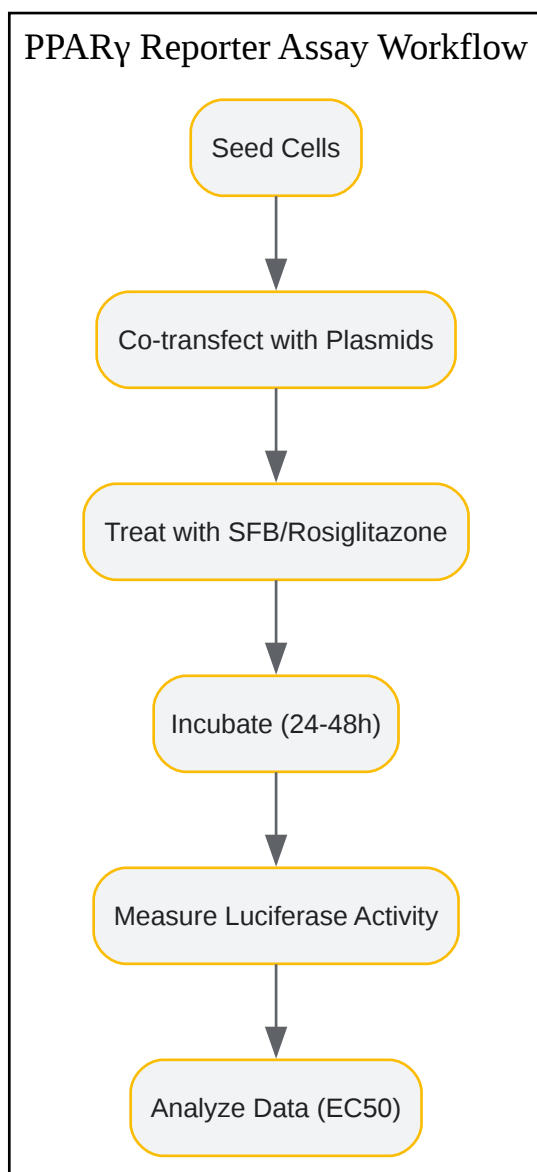 PPARγ Reporter Assay Workflow
Seed Cells
Co-transfect with Plasmids
Treat with SFB/Rosiglitazone
Incubate (24-48h)
Measure Luciferase Activity
Analyze Data (EC50)